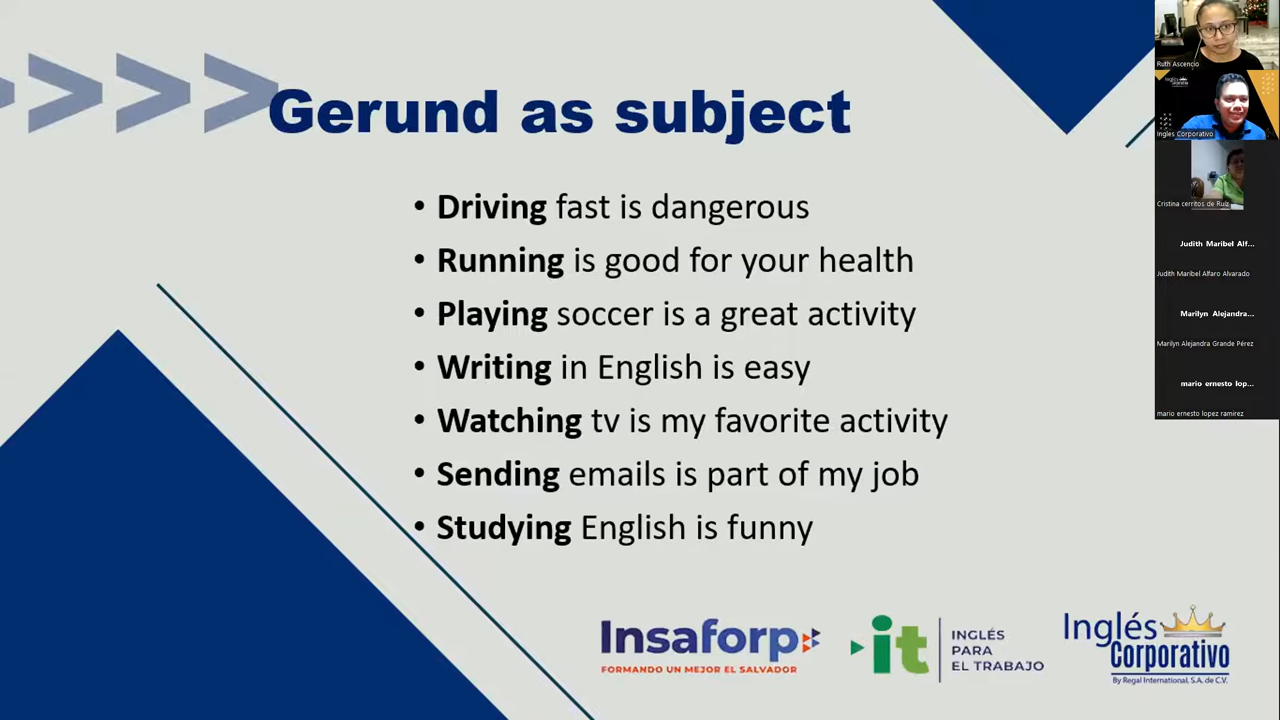 Gerund as subject
• Driving fast is dangerous
• Running is good for your health
• Playing soccer is a great activity
• Writing in English is easy
• Watching tv is my favorite activity
• Sending emails is part of my job
• Studying English is funny
Insaforp
FORMANDO UN MEJOR EL SALVADOR
it
INGLÉS
PARA
EL TRABAJO
Inglés
Corporativo
By Regal International, S.A. de C.V.
Ruth Ascencio
Ingles Corporativo
Cristina cerritos de Ruiz
Judith Maribel Alf...
Judith Maribel Alfaro Alvarado
Marilyn Alejandra...
Marilyn Alejandra Grande Pérez
mario ernesto lop...
mario ernesto lopez ramirez